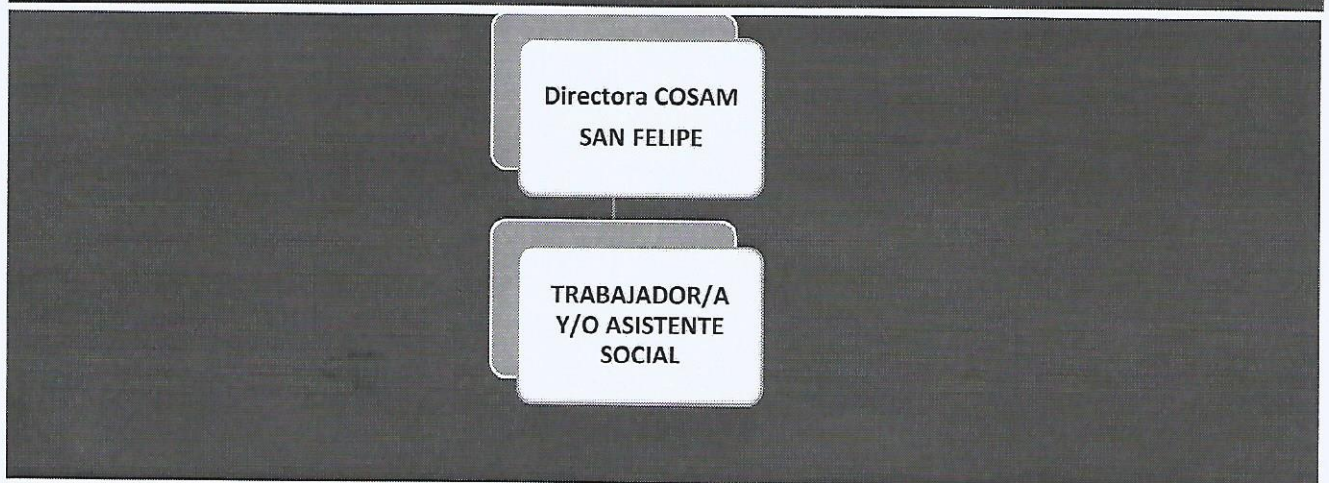 Directora COSAM
SAN FELIPE
TRABAJADOR/A
Y/O ASISTENTE
SOCIAL